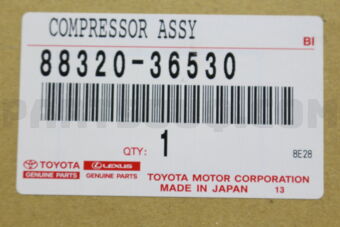 COMPRESSOR ASSY
BI
88320-36530
QTY: 1
8E28
TOYOTA
GENUINE PARTS
LEXUS
GENUINE PARTS
TOYOTA MOTOR CORPORATION
MADE IN JAPAN 13